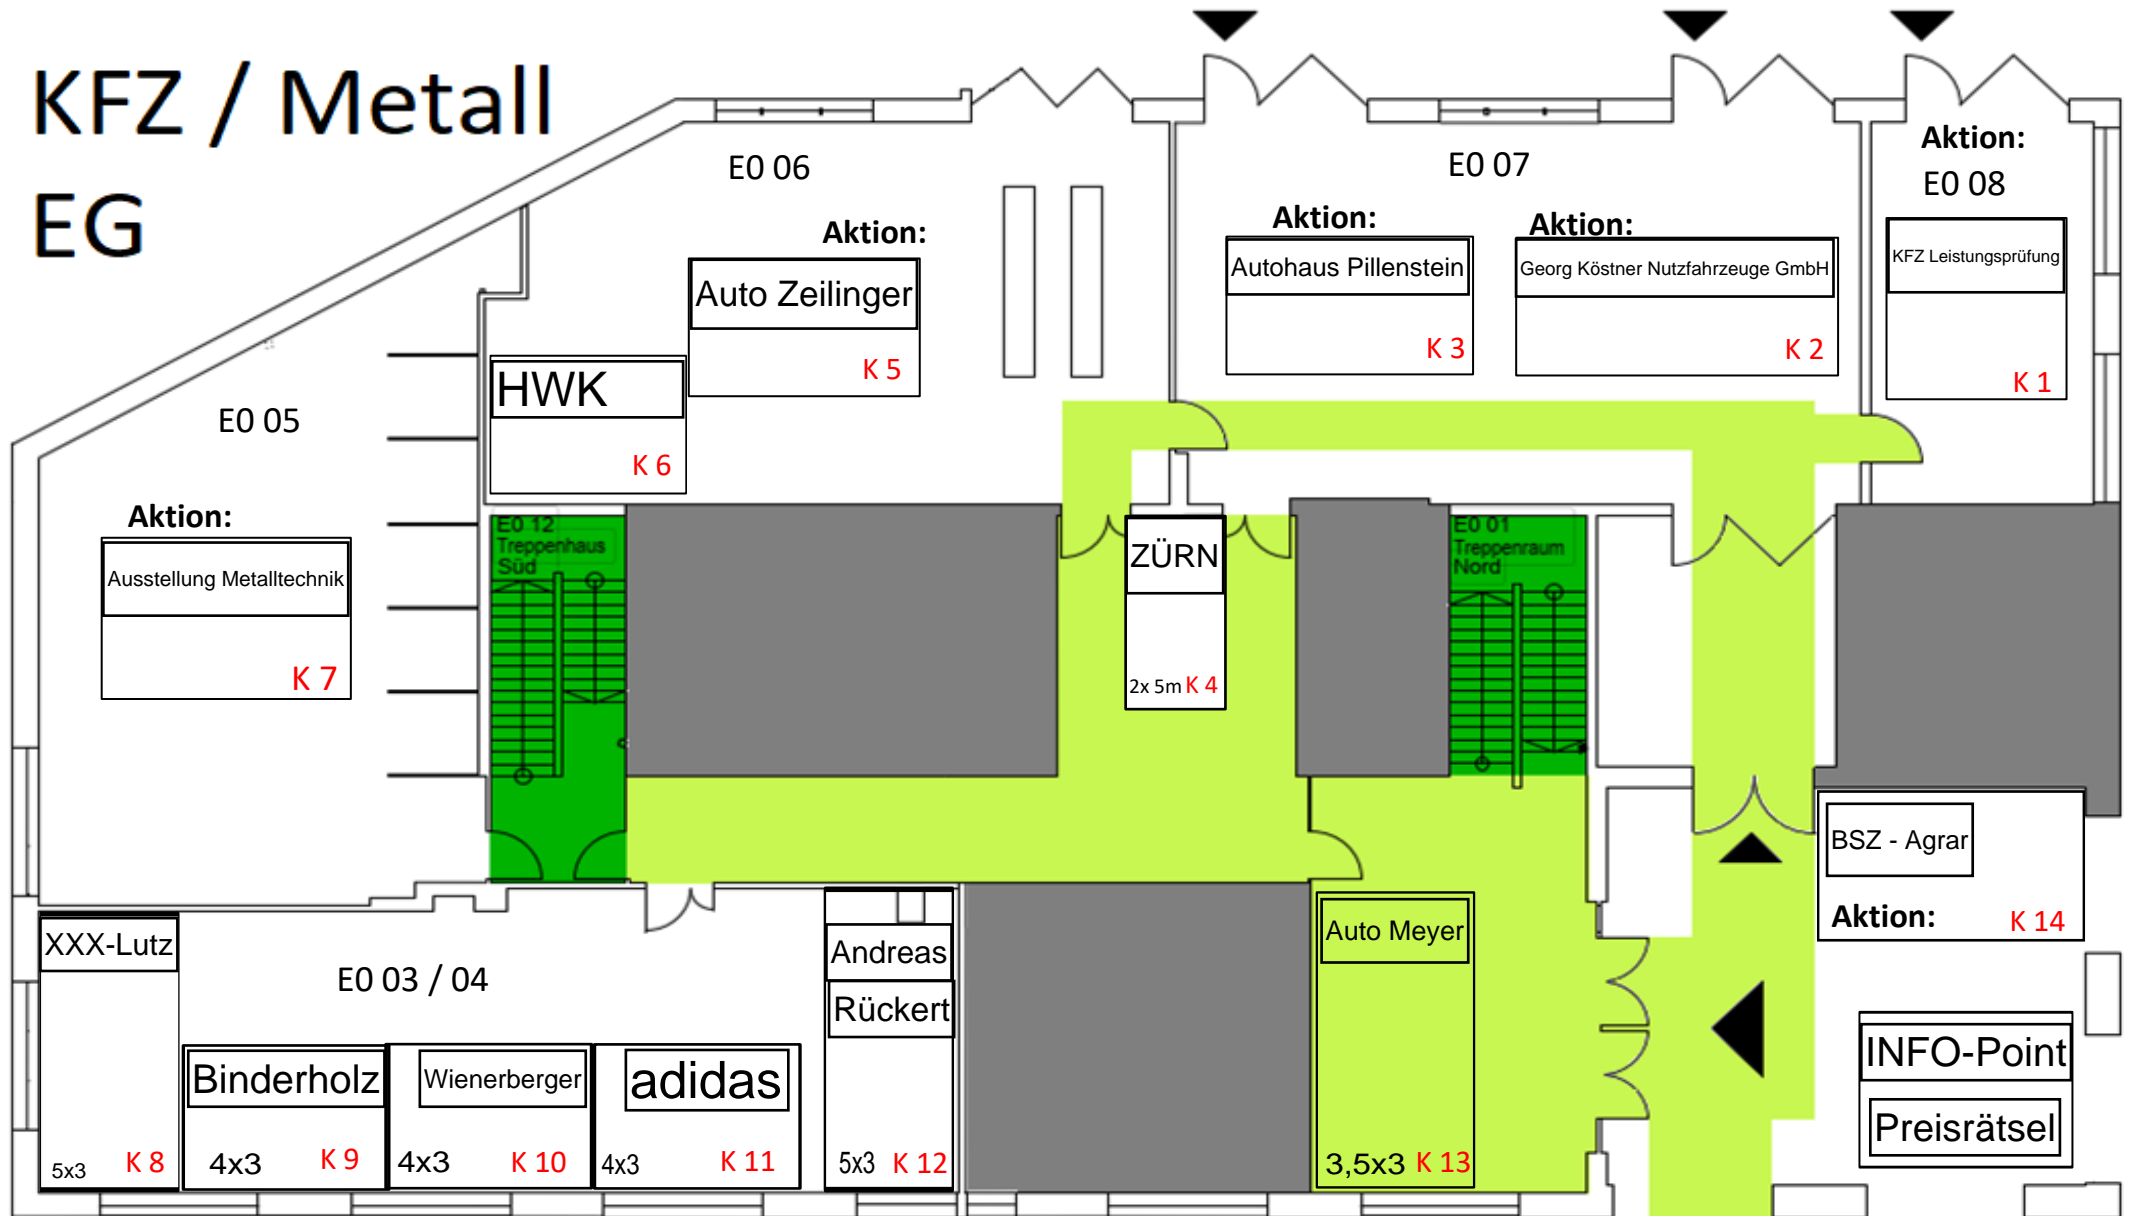 KFZ / Metall
EG
E0 06
E0 07
Aktion:
E0 08
Aktion:
Auto Zeilinger
K 5
Aktion:
Autohaus Pillenstein
K 3
Aktion:
Georg Köstner Nutzfahrzeuge GmbH
K 2
KFZ Leistungsprüfung
K 1
HWK
K 6
E0 05
Aktion:
Ausstellung Metalltechnik
K 7
E0 12
Treppenhaus
Süd
ZÜRN
2x 5m K 4
E0 01
Treppenraum
Nord
BSZ - Agrar
Aktion: K 14
XXX-Lutz
5x3 K 8
E0 03 / 04
Binderholz
4x3 K 9
Wienerberger
4x3 K 10
adidas
4x3 K 11
Andreas
Rückert
5x3 K 12
Auto Meyer
3,5x3 K 13
INFO-Point
Preisrätsel